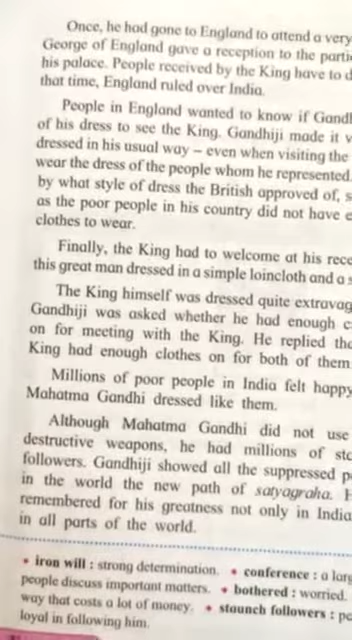 Once, he had gone to England to attend a very
George of England gave a reception to the
his palace. People received by the King have to
that time, England ruled over India.
People in England wanted to know if
of his dress to see the King. Gandhiji made it
dressed in his usual way – even when visiting the
wear the dress of the people whom he represented.
by what style of dress the British approved of,
as the poor people in his country did not have
clothes to wear.
Finally, the King had to welcome at his
this great man dressed in a simple loincloth and a
The King himself was dressed quite
Gandhiji was asked whether he had enough
on for meeting with the King. He replied
King had enough clothes on for both of them
Millions of poor people in India felt happy
Mahatma Gandhi dressed like them.
Although Mahatma Gandhi did not use
destructive weapons, he had millions of
followers. Gandhiji showed all the suppressed
in the world the new path of satyagraha.
remembered for his greatness not only in India
in all parts of the world.
• iron will : strong determination. • conference : a
people discuss important matters. • bothered : worried.
way that costs a lot of money. • staunch followers :
loyal in following him.